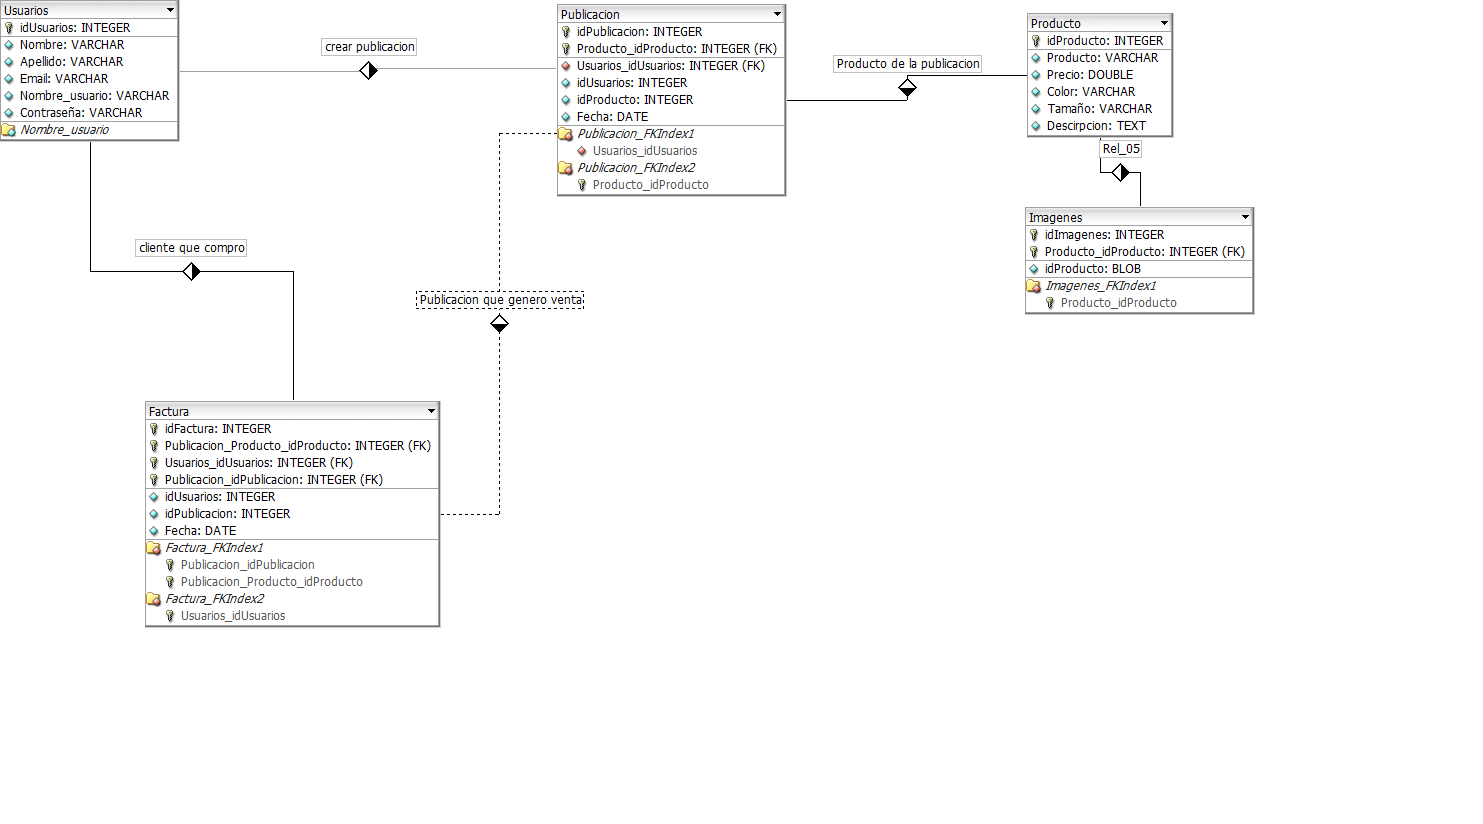 Usuarios
idUsuarios: INTEGER
Nombre: VARCHAR
Apellido: VARCHAR
Email: VARCHAR
Nombre_usuario: VARCHAR
Contraseña: VARCHAR
Nombre_usuario
crear publicacion
Publicacion
idPublicacion: INTEGER
Producto_idProducto: INTEGER (FK)
Usuarios_idUsuarios: INTEGER (FK)
idUsuarios: INTEGER
idProducto: INTEGER
Fecha: DATE
Publicacion_FKIndex1
Usuarios_idUsuarios
Publicacion_FKIndex2
Producto_idProducto
Producto de la publicacion
Producto
idProducto: INTEGER
Producto: VARCHAR
Precio: DOUBLE
Color: VARCHAR
Tamaño: VARCHAR
Descirpcion: TEXT
Rel_05
Imagenes
idImagenes: INTEGER
Producto_idProducto: INTEGER (FK)
idProducto: BLOB
Imagenes_FKIndex1
Producto_idProducto
cliente que compro
Publicacion que genero venta
Factura
idFactura: INTEGER
Publicacion_Producto_idProducto: INTEGER (FK)
Usuarios_idUsuarios: INTEGER (FK)
Publicacion_idPublicacion: INTEGER (FK)
idUsuarios: INTEGER
idPublicacion: INTEGER
Fecha: DATE
Factura_FKIndex1
Publicacion_idPublicacion
Publicacion_Producto_idProducto
Factura_FKIndex2
Usuarios_idUsuarios